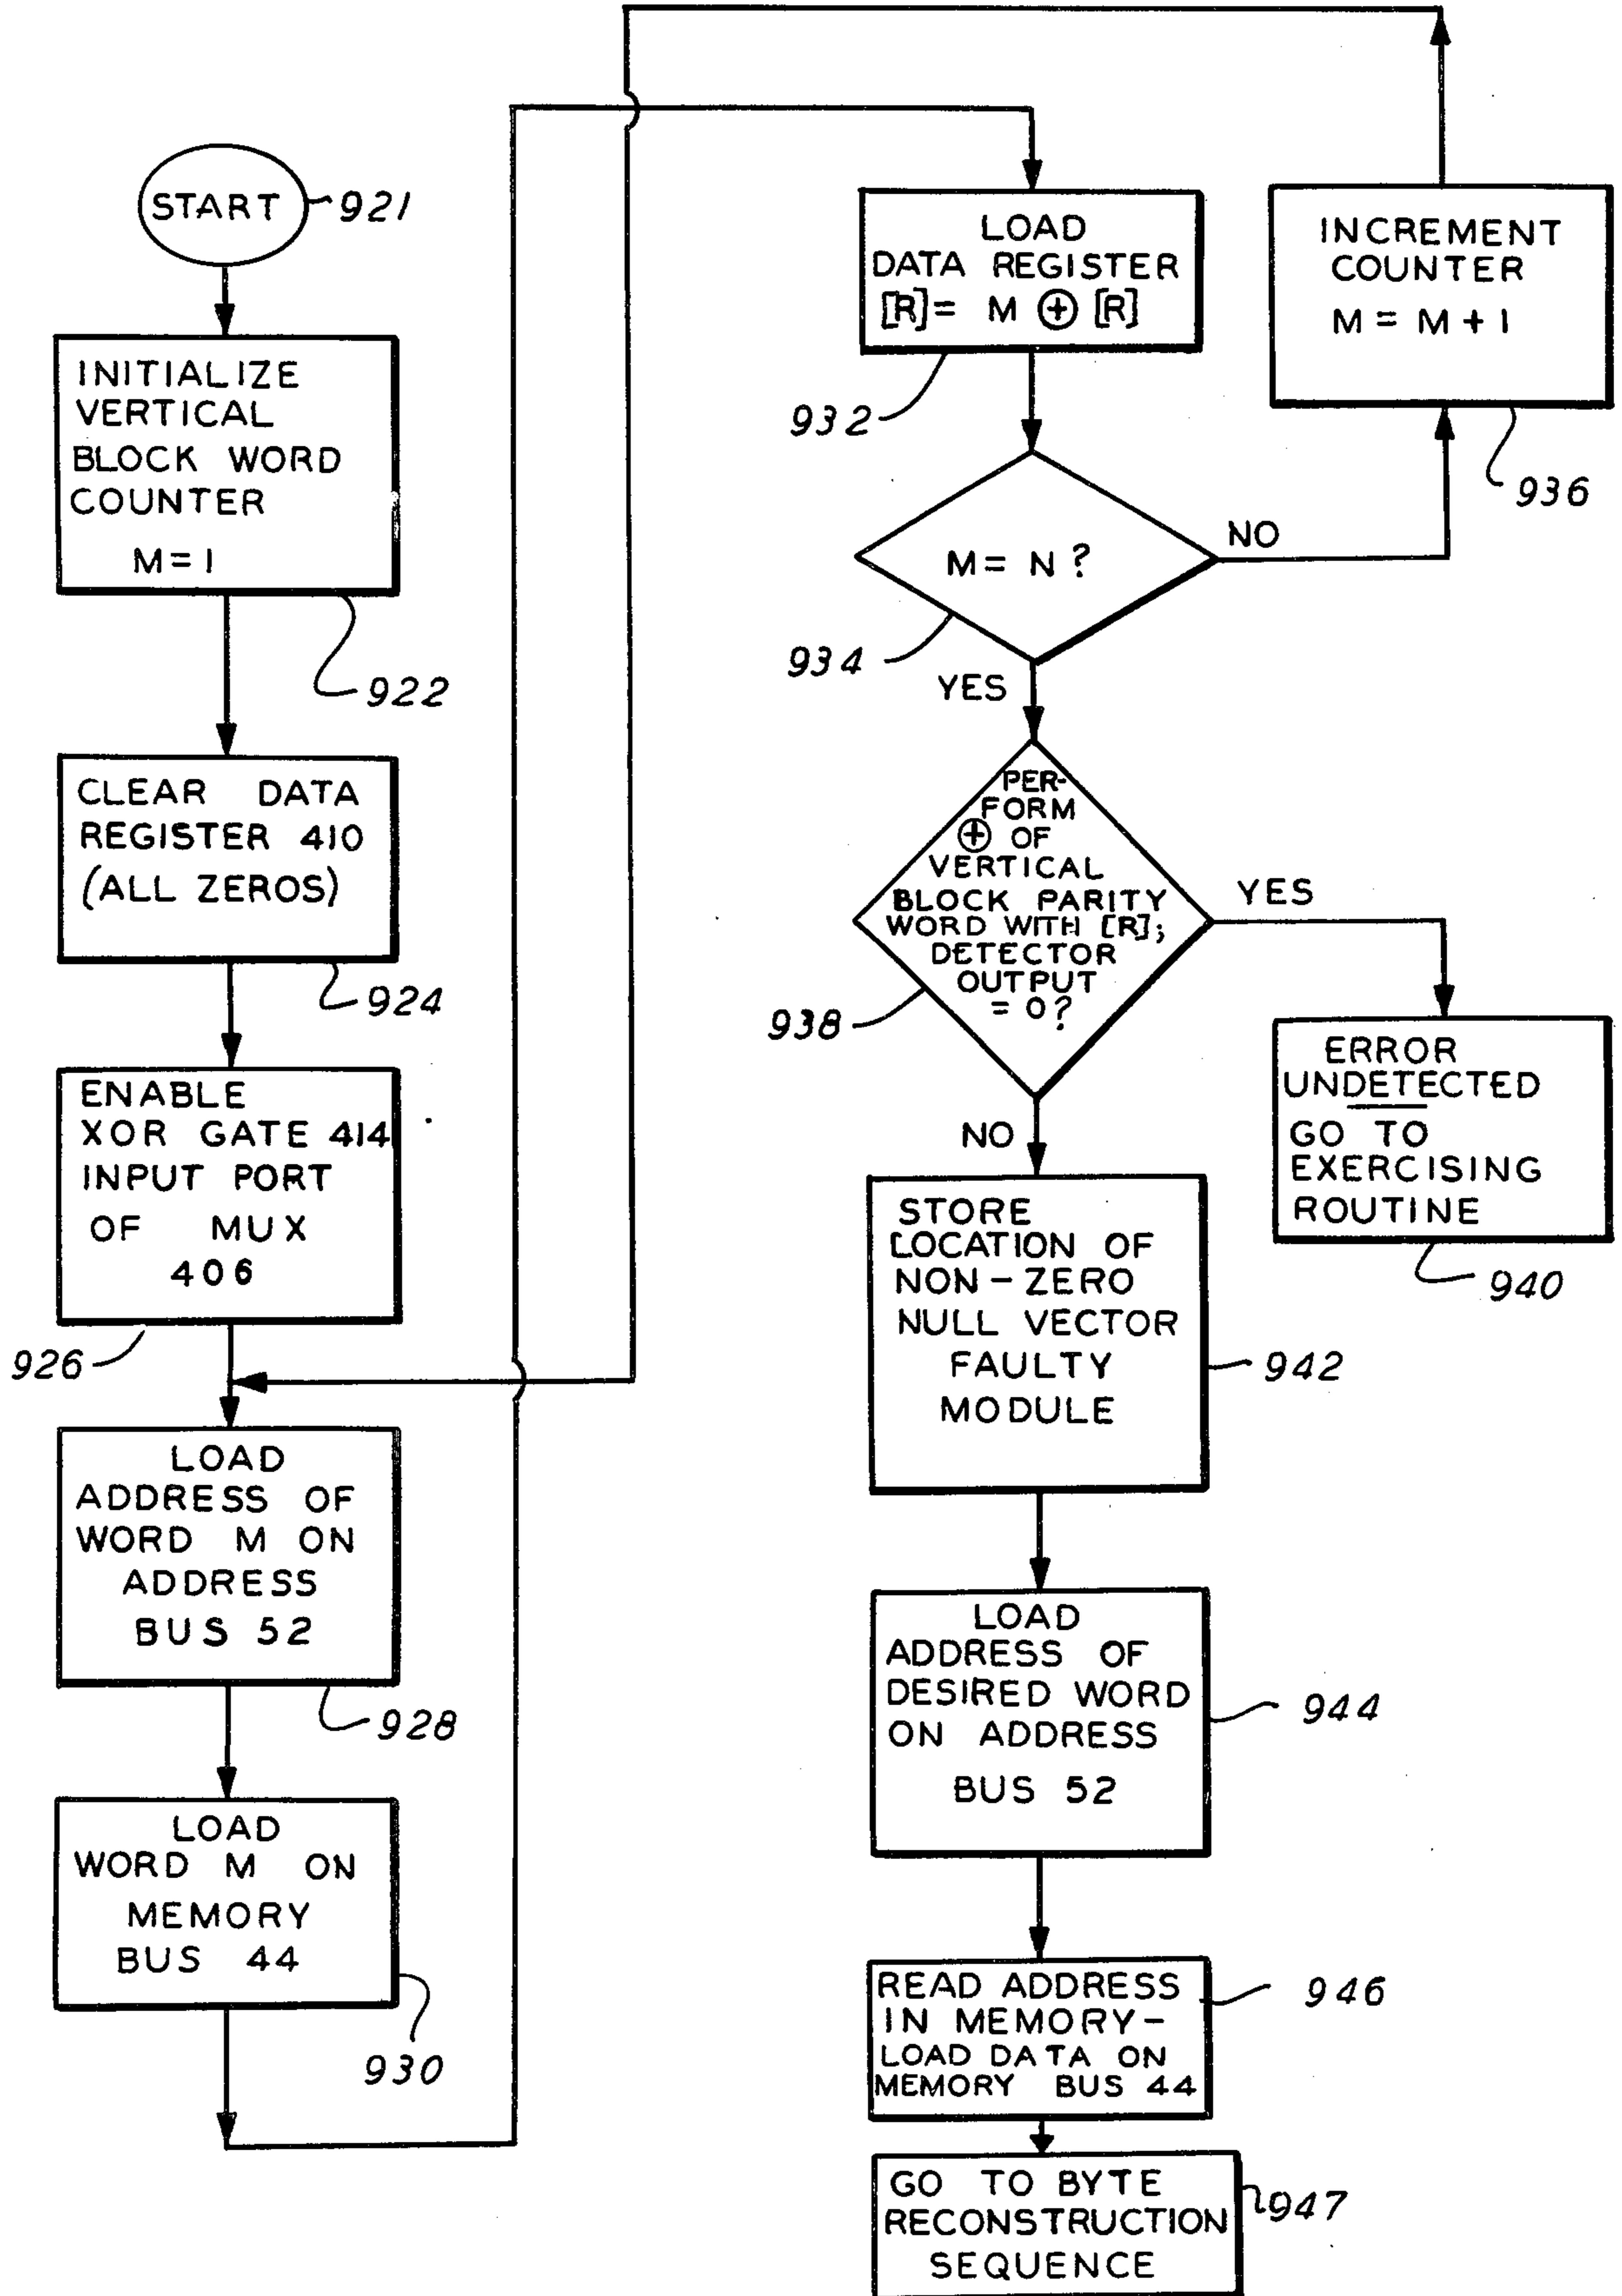 START
921
INITIALIZE
VERTICAL
BLOCK WORD
COUNTER
M = 1
922
CLEAR DATA
REGISTER 410
(ALL ZEROS)
924
ENABLE
XOR GATE 414
INPUT PORT
OF MUX
406
926
LOAD
ADDRESS OF
WORD M ON
ADDRESS
BUS 52
928
LOAD
WORD M ON
MEMORY
BUS 44
930
LOAD
DATA REGISTER
[R] = M ⊕ [R]
932
M = N ?
934
NO
INCREMENT
COUNTER
M = M + 1
936
YES
PER-
FORM
⊕ OF
VERTICAL
BLOCK PARITY
WORD WITH [R];
DETECTOR
OUTPUT
= 0?
938
YES
ERROR
UNDETECTED
GO TO
EXERCISING
ROUTINE
940
NO
STORE
LOCATION OF
NON-ZERO
NULL VECTOR
FAULTY
MODULE
942
LOAD
ADDRESS OF
DESIRED WORD
ON ADDRESS
BUS 52
944
READ ADDRESS
IN MEMORY-
LOAD DATA ON
MEMORY BUS 44
946
GO TO BYTE
RECONSTRUCTION
SEQUENCE
947